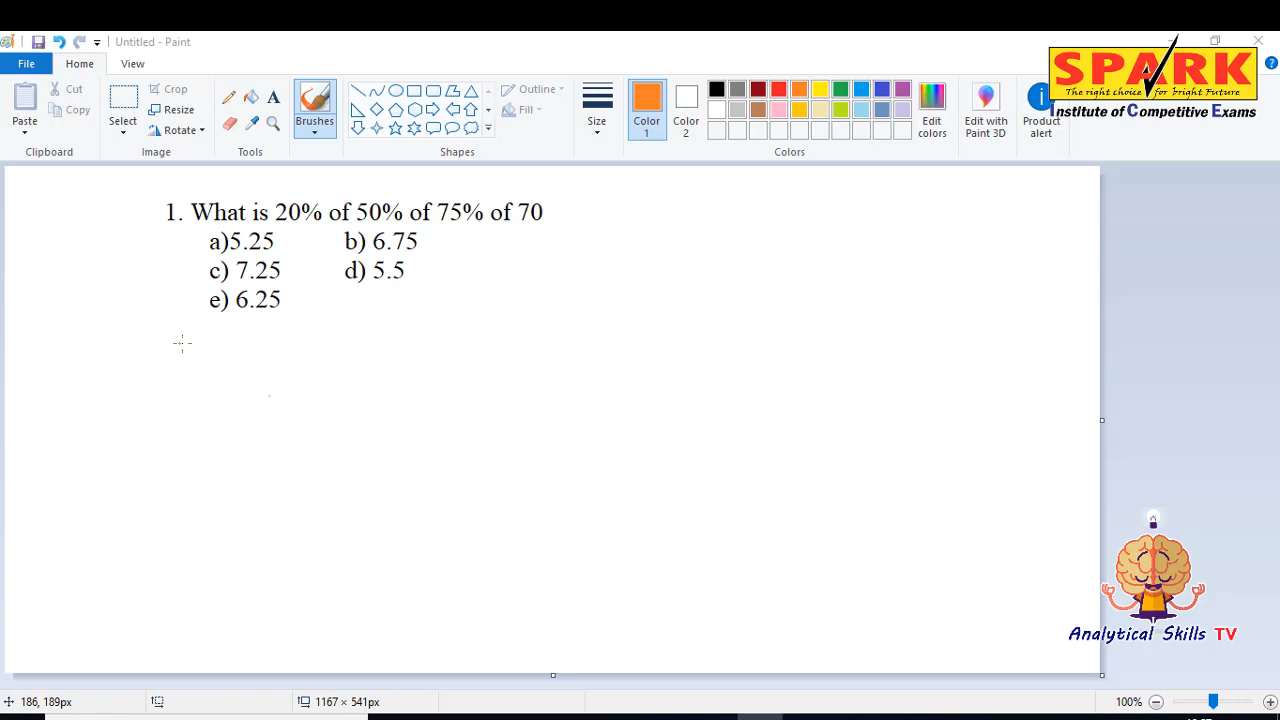 Untitled - Paint
File Home View
Paste
Cut
Copy
Clipboard
Select
Crop
Resize
Rotate
Image
Tools
Brushes
Outline
Fill
Shapes
Size
Color 1
Color 2
Colors
Edit colors
Edit with Paint 3D
Product alert
SPARK
The right choice for Bright Future
Institute of Competitive Exams
1. What is 20% of 50% of 75% of 70
a)5.25 b) 6.75
c) 7.25 d) 5.5
e) 6.25
Analytical Skills TV
186, 189px 1167 × 541px 100%